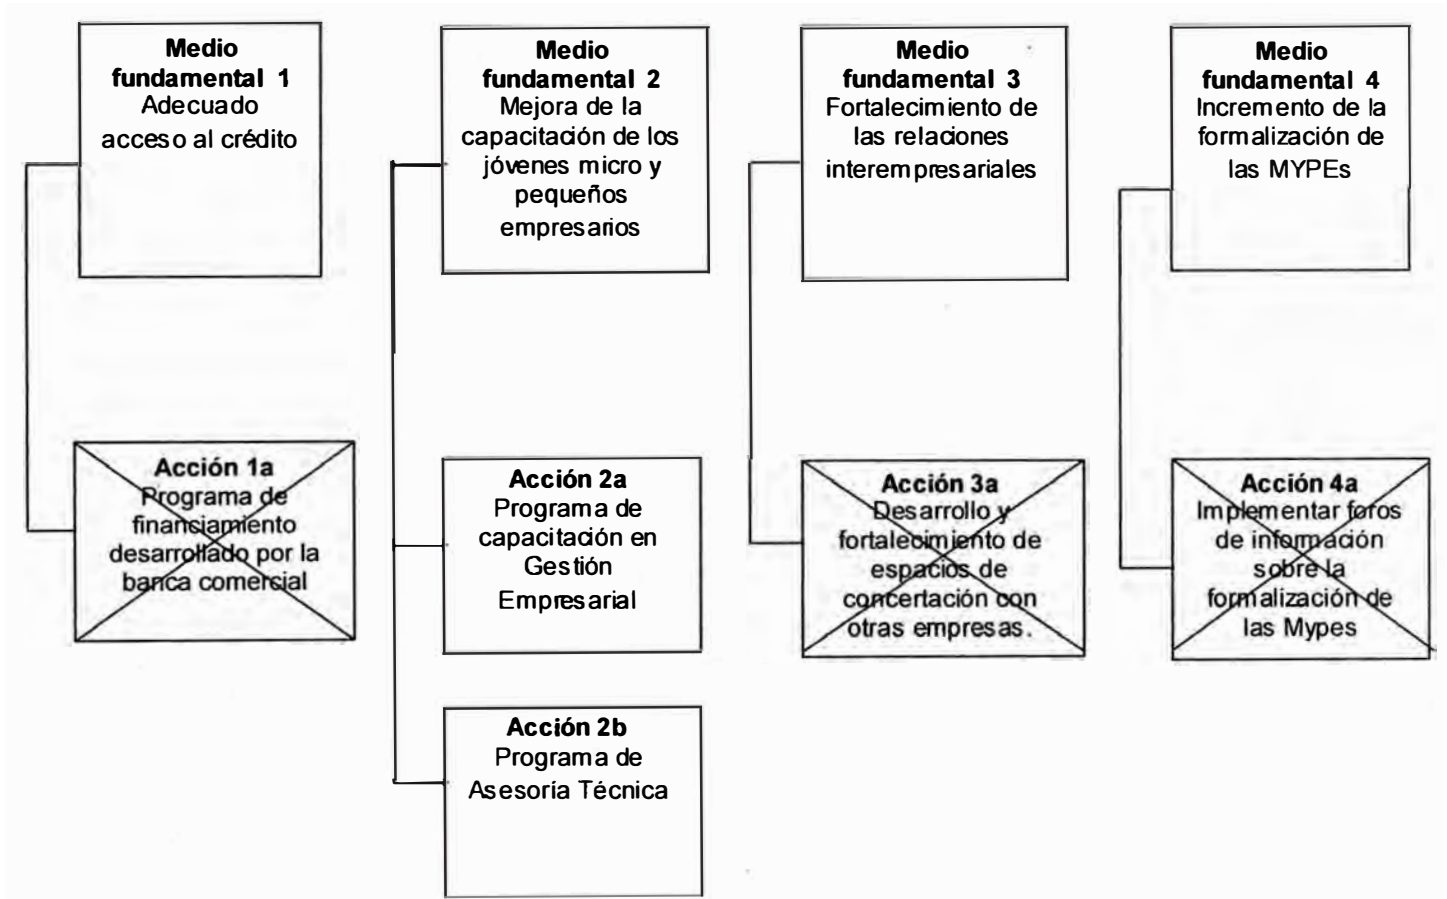 Medio
fundamental 1
Adecuado
acceso al crédito
Medio
fundamental 2
Mejora de la
capacitación de los
jóvenes micro y
pequeños
empresarios
Medio
fundamental 3
Fortalecimiento de
las relaciones
interempresariales
Medio
fundamental 4
Incremento de la
formalización de
las MYPEs
Acción 1a
Programa de
financiamiento
desarrollado por la
banca comercial
Acción 2a
Programa de
capacitación en
Gestión
Empresarial
Acción 3a
Desarrollo y
fortalecimiento de
espacios de
concertación con
otras empresas.
Acción 4a
Implementar foros
de información
sobre la
formalización de
las Mypes
Acción 2b
Programa de
Asesoría Técnica